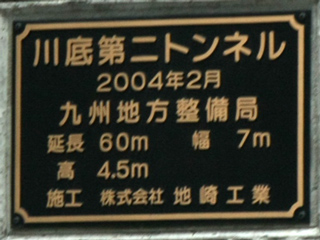 川底第二トンネル
2004年2月
九州地方整備局
延長 60m 幅 7m
高 4.5m
施工 株式会社 地崎工業